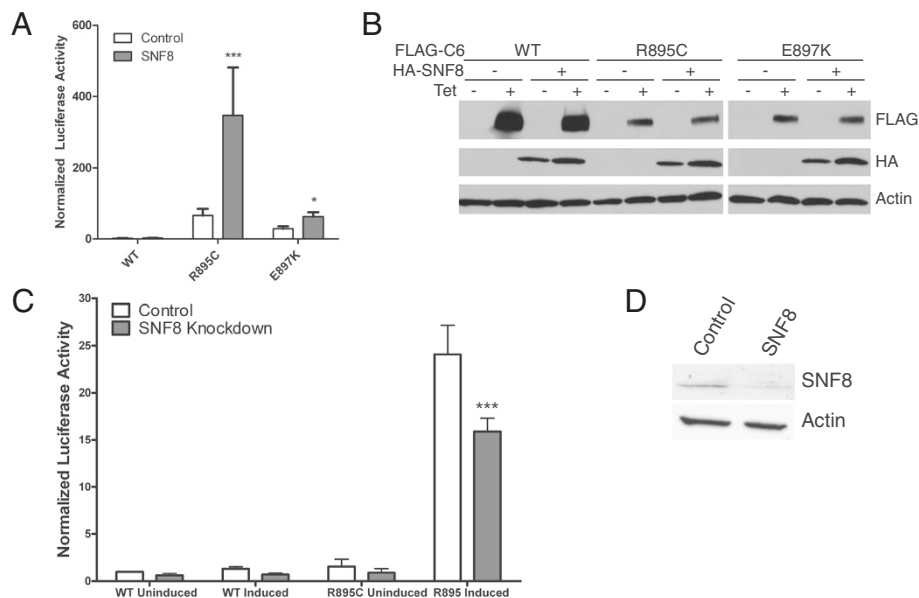 A
Normalized Luciferase Activity
600
400
200
0
Control
SNF8
***
*
WT
R895C
E897K
B
FLAG-C6 WT R895C E897K
HA-SNF8 - + - + - +
Tet - + - + - + - + - + - +
FLAG
HA
Actin
C
Normalized Luciferase Activity
30
25
20
15
10
5
0
Control
SNF8 Knockdown
***
WT Uninduced WT Induced R895C Uninduced R895 Induced
D
Control SNF8
SNF8
Actin